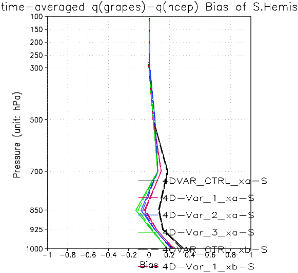 time-averaged q(grapes)-q(ncep) Bias of S.Hemis
Pressure (unit: hPa)
100
200
250
300
500
700
850
925
1000
-1 -0.8 -0.6 -0.4 -0.2 0 0.2 0.4 0.6 0.8 1
Bias
4DVAR_CTRL_xa-S
4D-Var_1_xa-S
4D-Var_2_xa-S
4D-Var_3_xa-S
4DVAR_CTRL_xb-S
4D-Var_1_xb-S